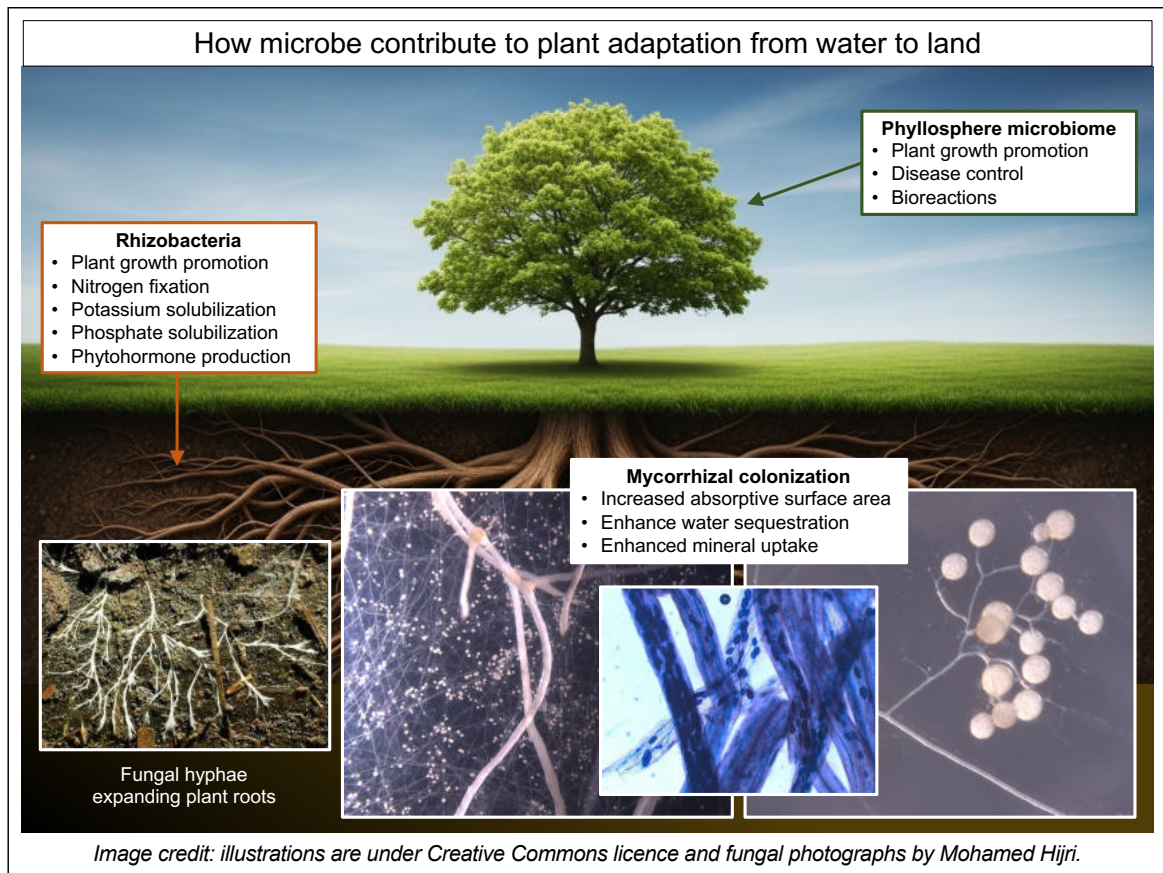 How microbe contribute to plant adaptation from water to land
Phyllosphere microbiome
• Plant growth promotion
• Disease control
• Bioreactions
Rhizobacteria
• Plant growth promotion
• Nitrogen fixation
• Potassium solubilization
• Phosphate solubilization
• Phytohormone production
Mycorrhizal colonization
• Increased absorptive surface area
• Enhance water sequestration
• Enhanced mineral uptake
Fungal hyphae
expanding plant roots
Image credit: illustrations are under Creative Commons licence and fungal photographs by Mohamed Hijri.